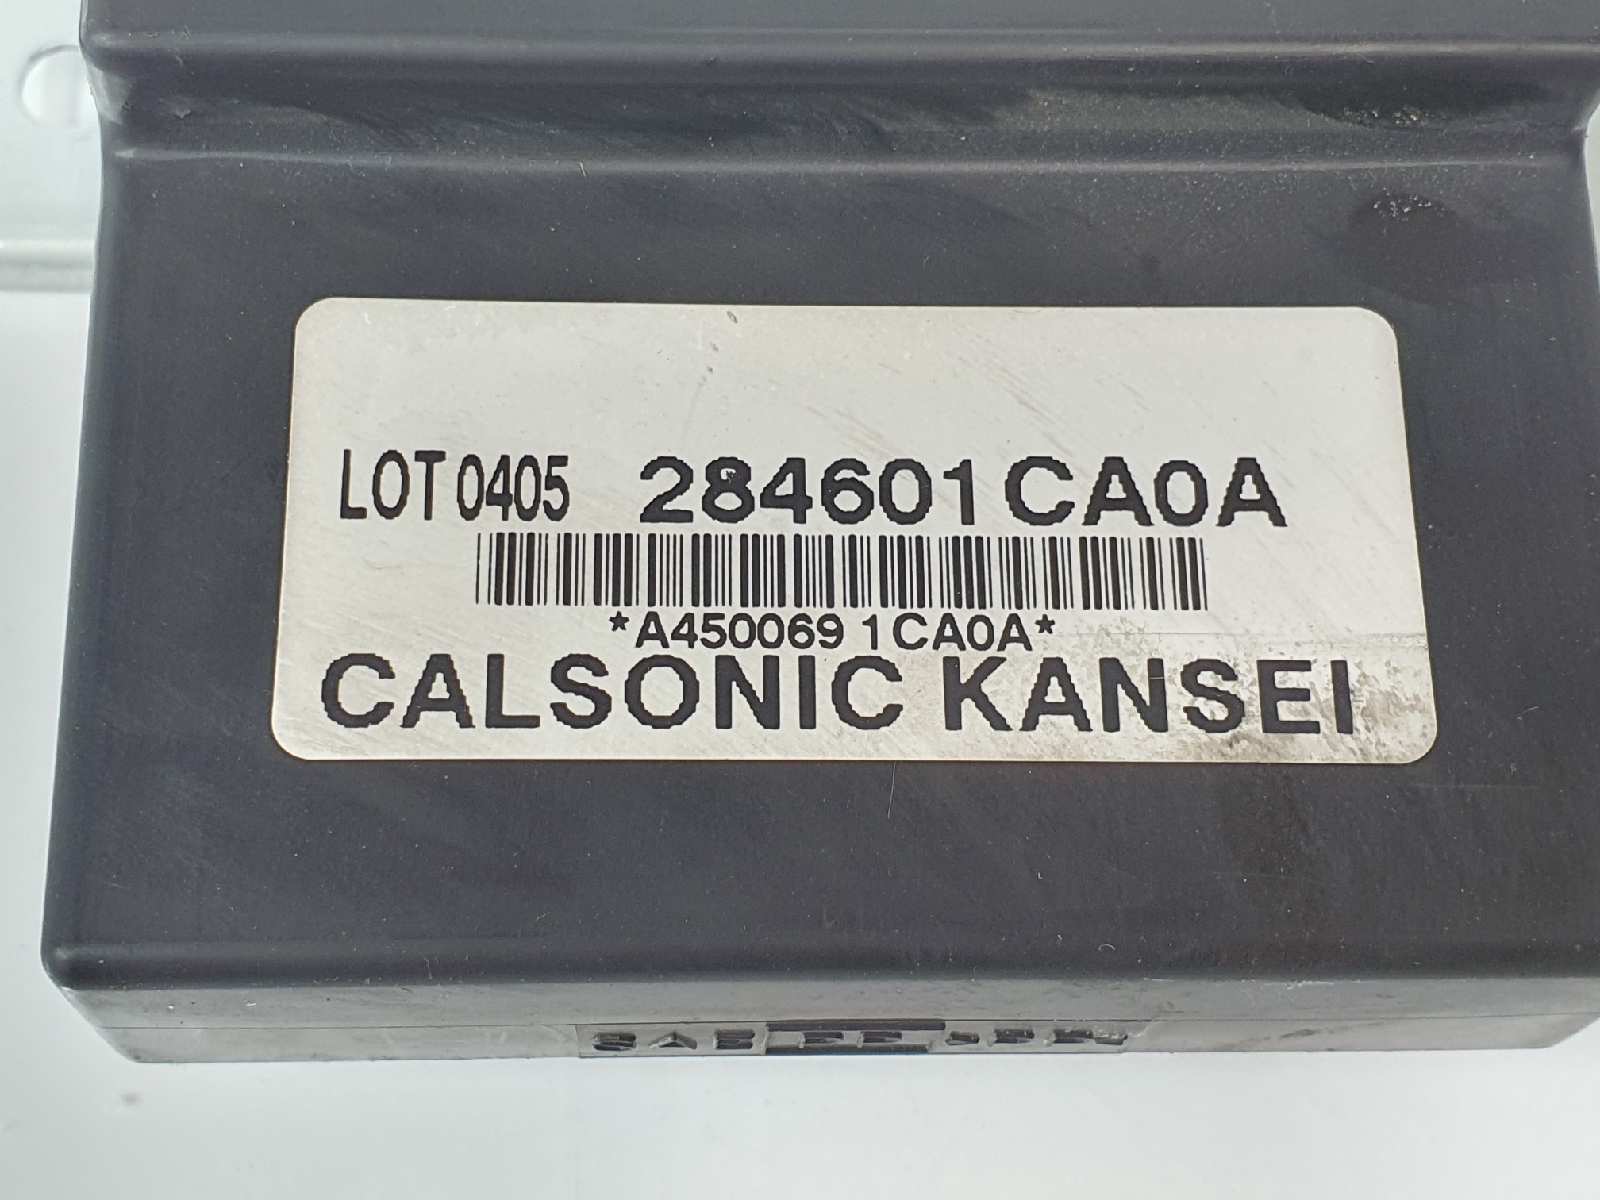 LOT 0405 284601CA0A
*A450069 1CA0A*
CALSONIC KANSEI